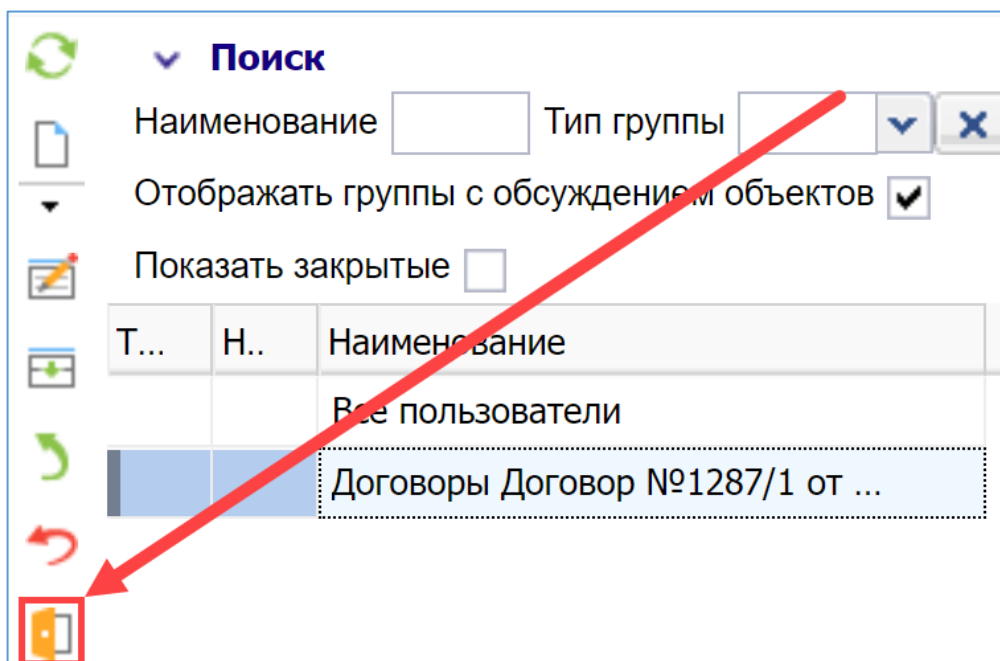 Поиск
Наименование Тип группы
Отображать группы с обсуждением объектов
Показать закрытые
Т... Н.. Наименование
Все пользователи
Договоры Договор №1287/1 от ...